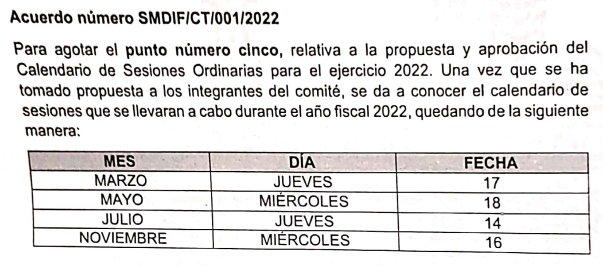 Acuerdo número SMDIF/CT/001/2022
Para agotar el punto número cinco, relativa a la propuesta y aprobación del
Calendario de Sesiones Ordinarias para el ejercicio 2022. Una vez que se ha
tomado propuesta a los integrantes del comité, se da a conocer el calendario de
sesiones que se llevaran a cabo durante el año fiscal 2022, quedando de la siguiente
manera:
MES DÍA FECHA
MARZO JUEVES 17
MAYO MIÉRCOLES 18
JULIO JUEVES 14
NOVIEMBRE MIÉRCOLES 16